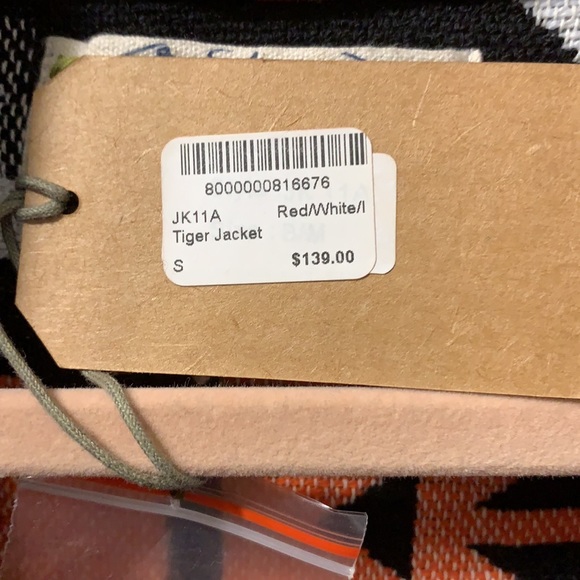 8000000816676
JK11A Red/White/I
Tiger Jacket
S $139.00